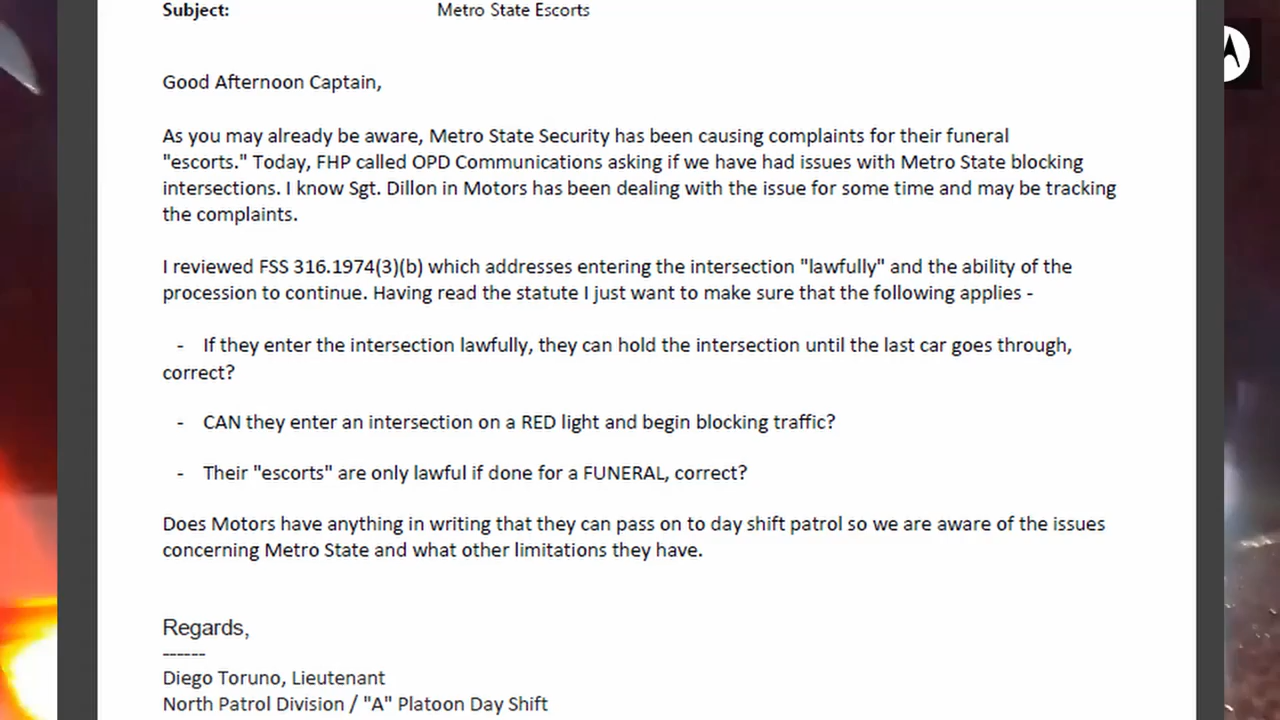 Subject: Metro State Escorts
Good Afternoon Captain,
As you may already be aware, Metro State Security has been causing complaints for their funeral
"escorts." Today, FHP called OPD Communications asking if we have had issues with Metro State blocking
intersections. I know Sgt. Dillon in Motors has been dealing with the issue for some time and may be tracking
the complaints.
I reviewed FSS 316.1974(3)(b) which addresses entering the intersection "lawfully" and the ability of the
procession to continue. Having read the statute I just want to make sure that the following applies -
- If they enter the intersection lawfully, they can hold the intersection until the last car goes through,
correct?
- CAN they enter an intersection on a RED light and begin blocking traffic?
- Their "escorts" are only lawful if done for a FUNERAL, correct?
Does Motors have anything in writing that they can pass on to day shift patrol so we are aware of the issues
concerning Metro State and what other limitations they have.
Regards,
------
Diego Toruno, Lieutenant
North Patrol Division / "A" Platoon Day Shift